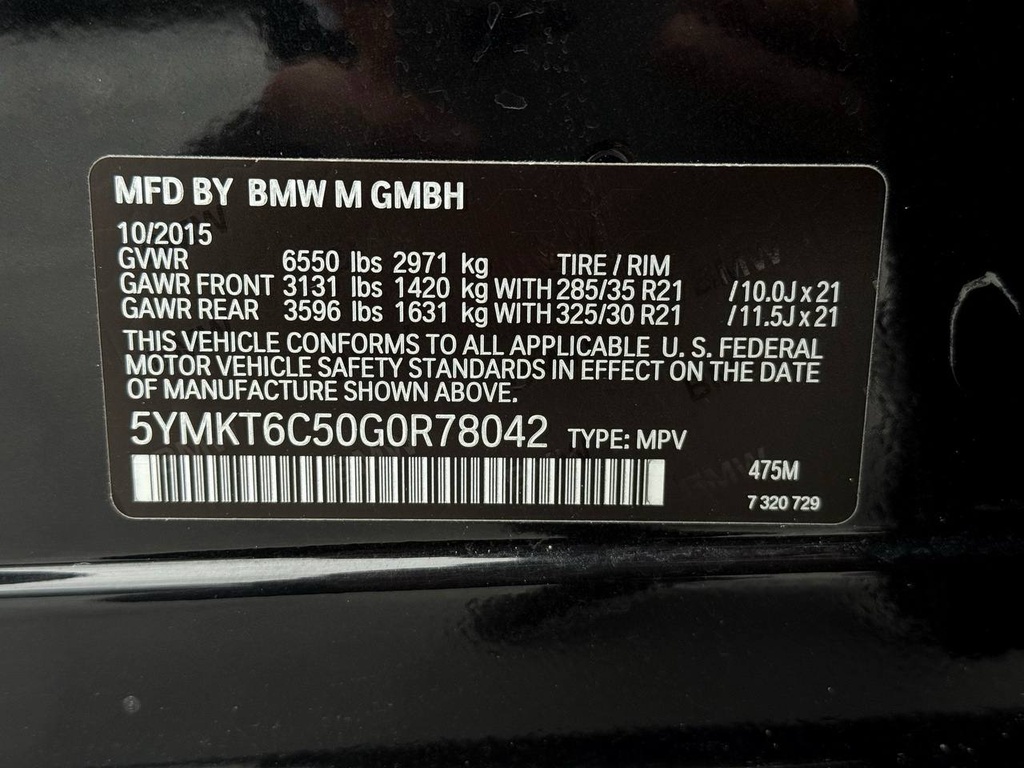 MFD BY BMW M GMBH
10/2015
GVWR 6550 lbs 2971 kg TIRE / RIM
GAWR FRONT 3131 lbs 1420 kg WITH 285/35 R21 /10.0J x 21
GAWR REAR 3596 lbs 1631 kg WITH 325/30 R21 /11.5J x 21
THIS VEHICLE CONFORMS TO ALL APPLICABLE U. S. FEDERAL
MOTOR VEHICLE SAFETY STANDARDS IN EFFECT ON THE DATE
OF MANUFACTURE SHOWN ABOVE.
5YMKT6C50G0R78042 TYPE: MPV
475M
7 320 729